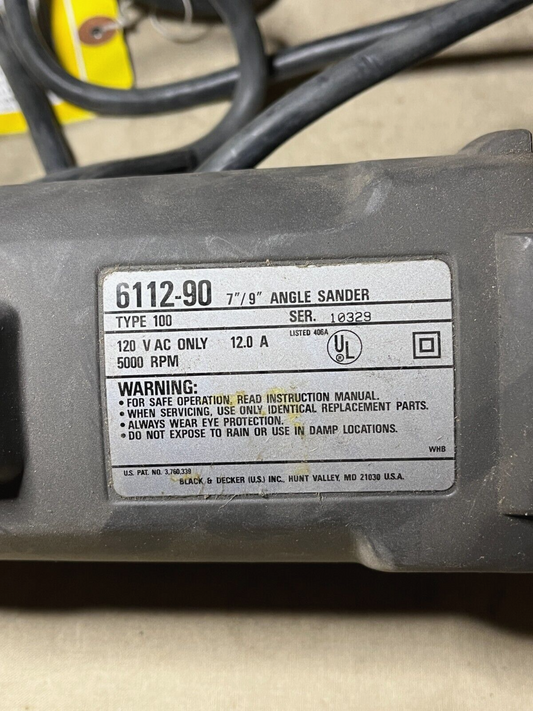 6112-90 7"/9" ANGLE SANDER
TYPE 100 SER. 10329
120 V AC ONLY 12.0 A LISTED 406A UL ®
5000 RPM
WARNING:
• FOR SAFE OPERATION, READ INSTRUCTION MANUAL.
• WHEN SERVICING, USE ONLY IDENTICAL REPLACEMENT PARTS.
• ALWAYS WEAR EYE PROTECTION.
• DO NOT EXPOSE TO RAIN OR USE IN DAMP LOCATIONS.
WHB
U.S. PAT. NO. 3,760,339
BLACK & DECKER (U.S.) INC., HUNT VALLEY, MD 21030 U.S.A.